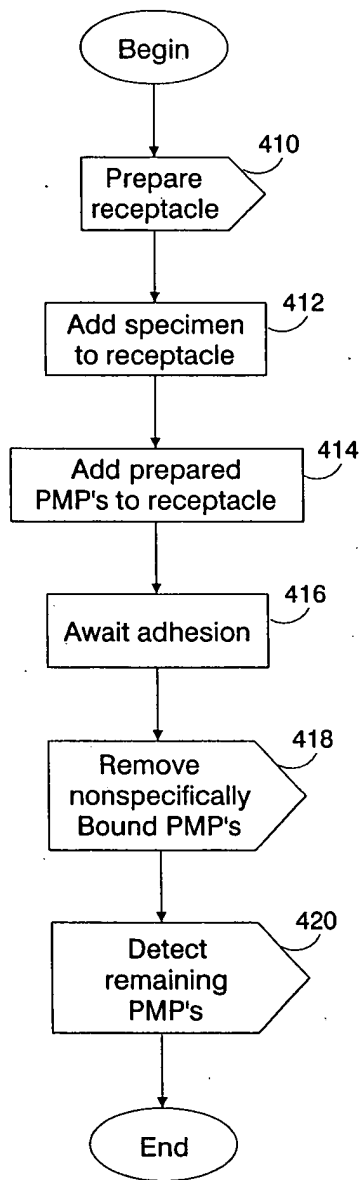 Begin
410
Prepare
receptacle
412
Add specimen
to receptacle
414
Add prepared
PMP's to receptacle
416
Await adhesion
418
Remove
nonspecifically
Bound PMP's
420
Detect
remaining
PMP's
End